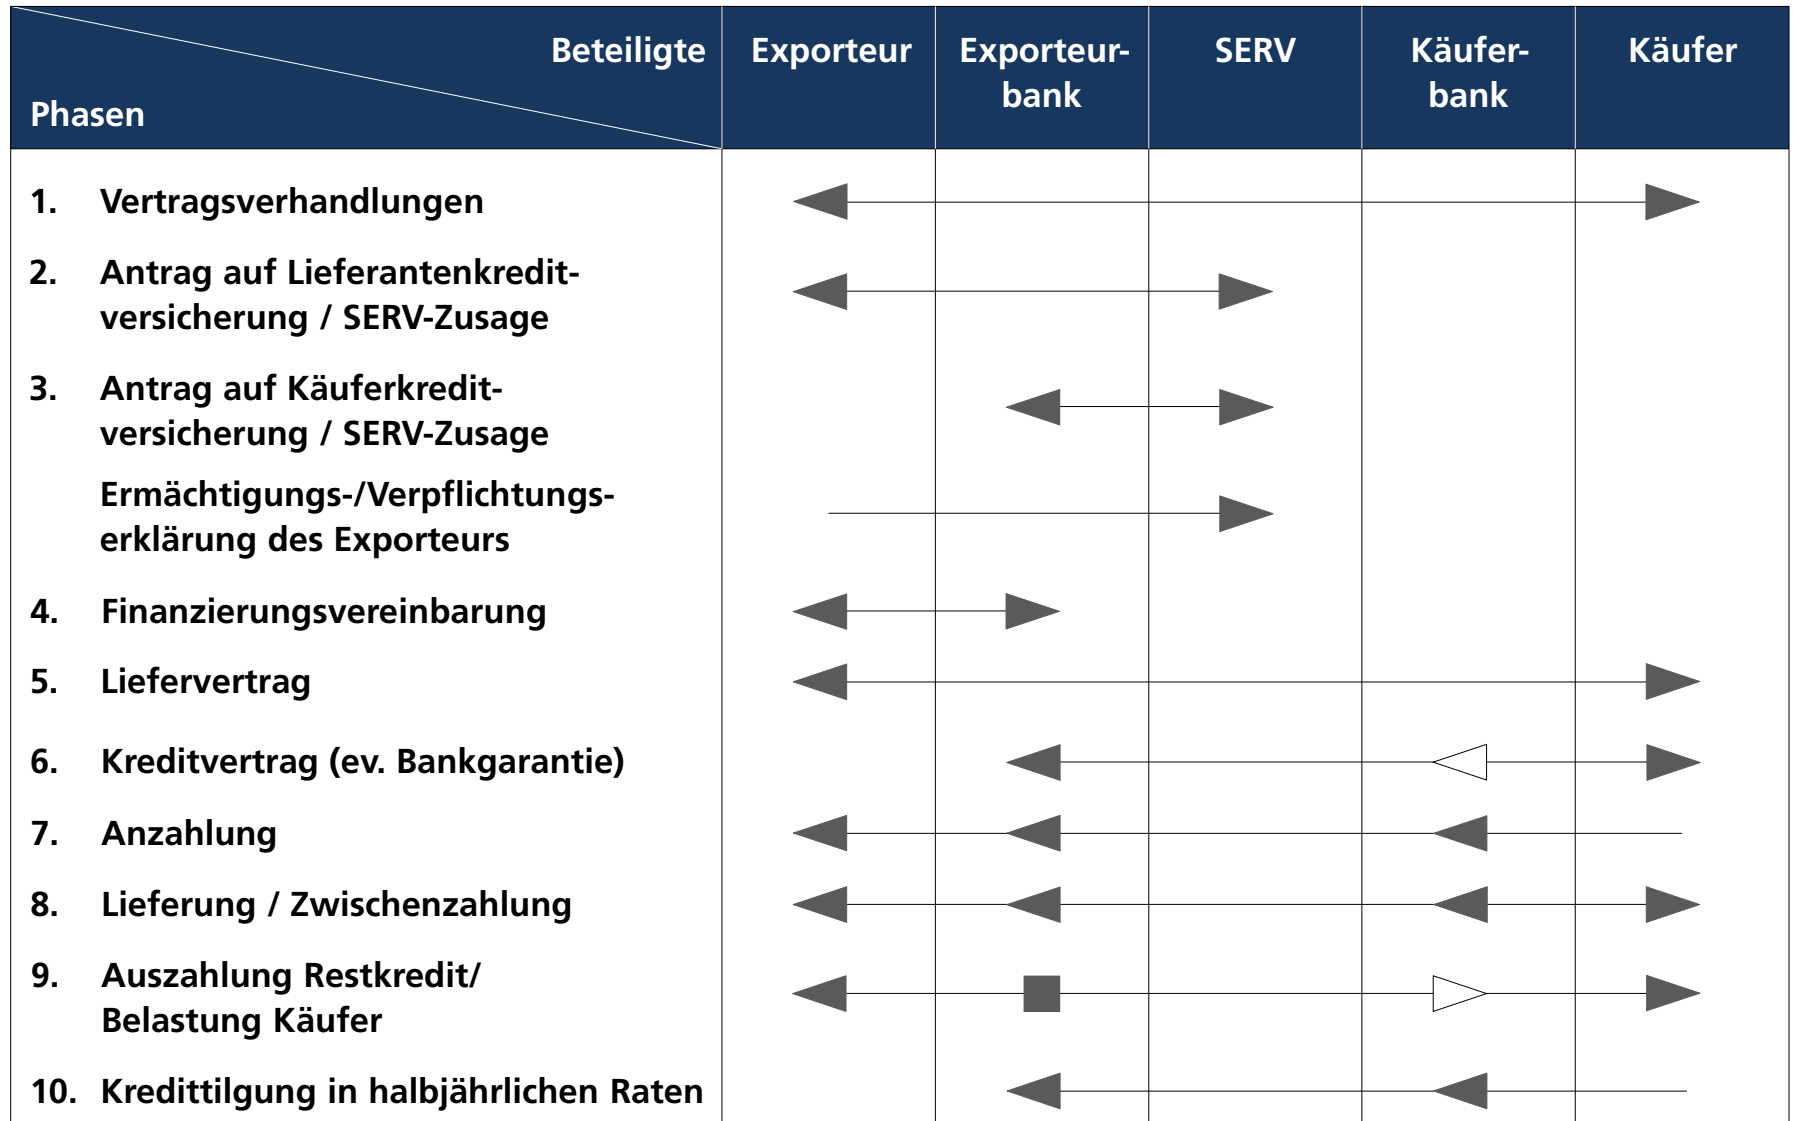 Beteiligte
Phasen
Exporteur
Exporteur-
bank
SERV
Käufer-
bank
Käufer
1. Vertragsverhandlungen
2. Antrag auf Lieferantenkredit-
versicherung / SERV-Zusage
3. Antrag auf Käuferkredit-
versicherung / SERV-Zusage
Ermächtigungs-/Verpflichtungs-
erklärung des Exporteurs
4. Finanzierungsvereinbarung
5. Liefervertrag
6. Kreditvertrag (ev. Bankgarantie)
7. Anzahlung
8. Lieferung / Zwischenzahlung
9. Auszahlung Restkredit/
Belastung Käufer
10. Kredittilgung in halbjährlichen Raten